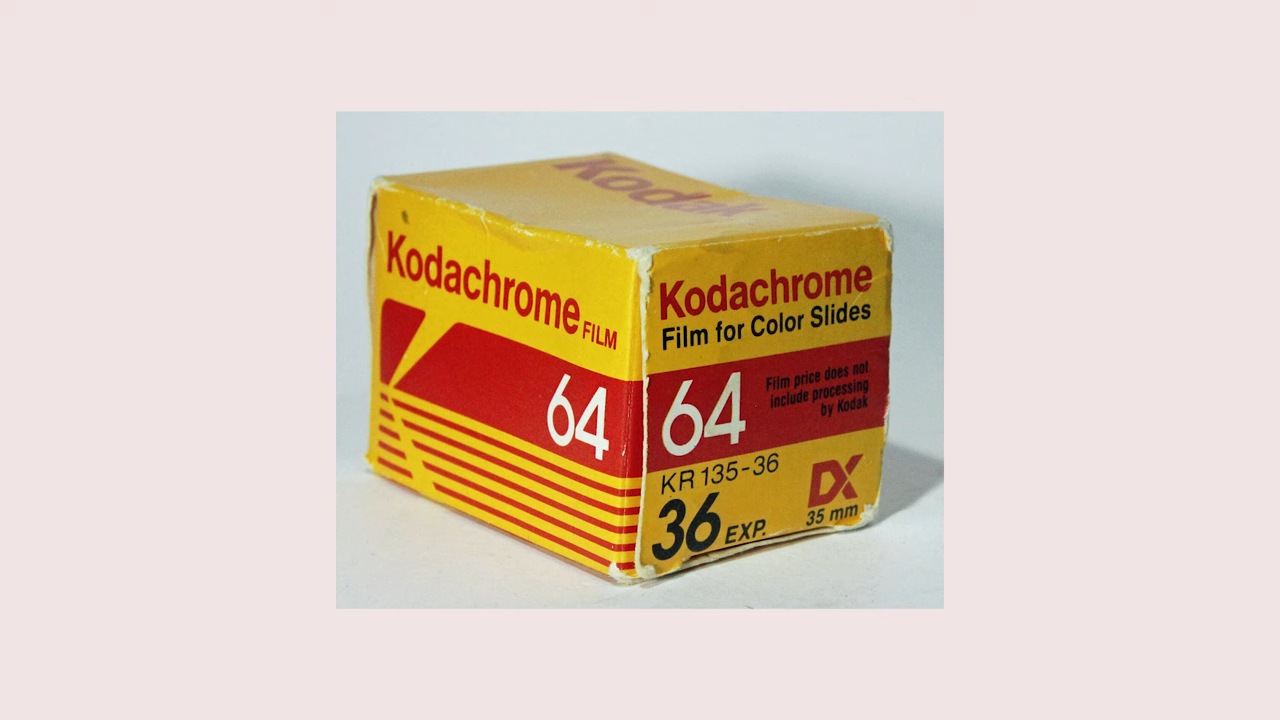 Kodak
Kodachrome FILM
64
Kodachrome
Film for Color Slides
64
Film price does not
include processing
by Kodak
KR 135-36
36 EXP.
DX
35 mm